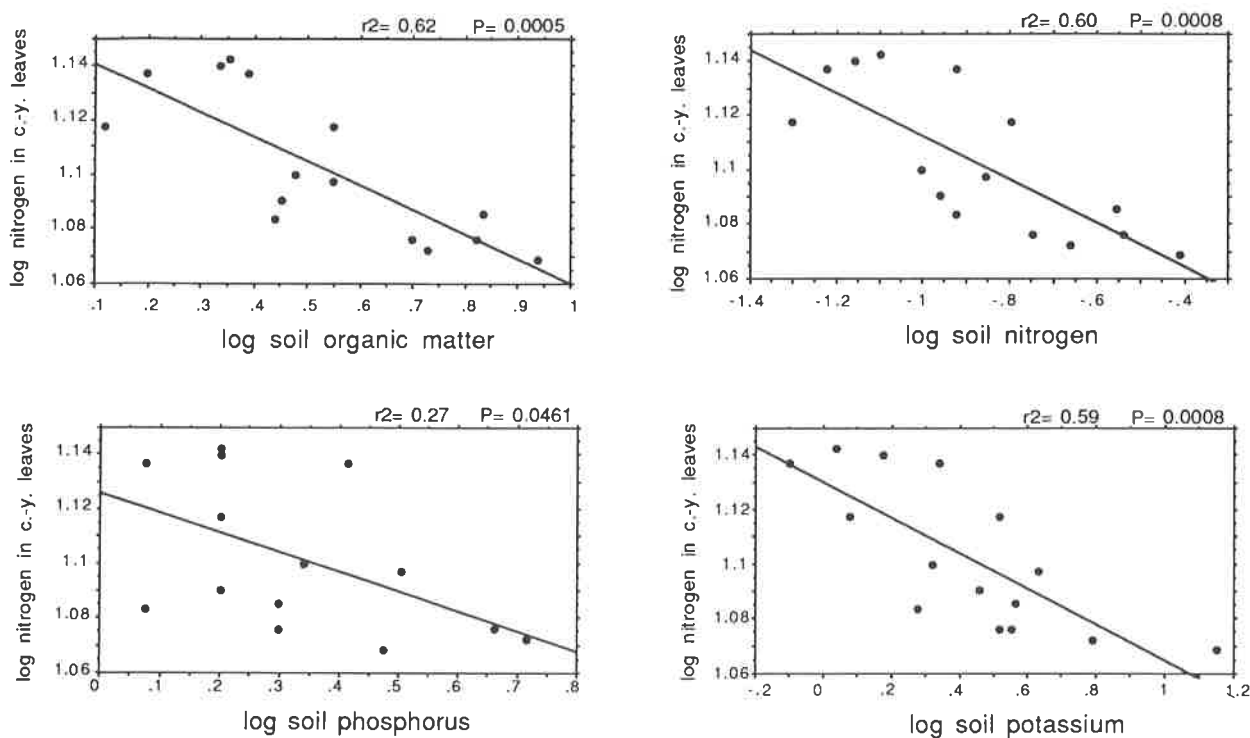 r2= 0.62 P= 0.0005
log nitrogen in c.-y. leaves
1.14
1.12
1.1
1.08
1.06
.1 .2 .3 .4 .5 .6 .7 .8 .9 1
log soil organic matter
r2= 0.60 P= 0.0008
log nitrogen in c.-y. leaves
1.14
1.12
1.1
1.08
1.06
-1.4 -1.2 -1 -.8 -.6 -.4
log soil nitrogen
r2= 0.27 P= 0.0461
log nitrogen in c.-y. leaves
1.14
1.12
1.1
1.08
1.06
0 .1 .2 .3 .4 .5 .6 .7 .8
log soil phosphorus
r2= 0.59 P= 0.0008
log nitrogen in c.-y. leaves
1.14
1.12
1.1
1.08
1.06
-.2 0 .2 .4 .6 .8 1 1.2
log soil potassium